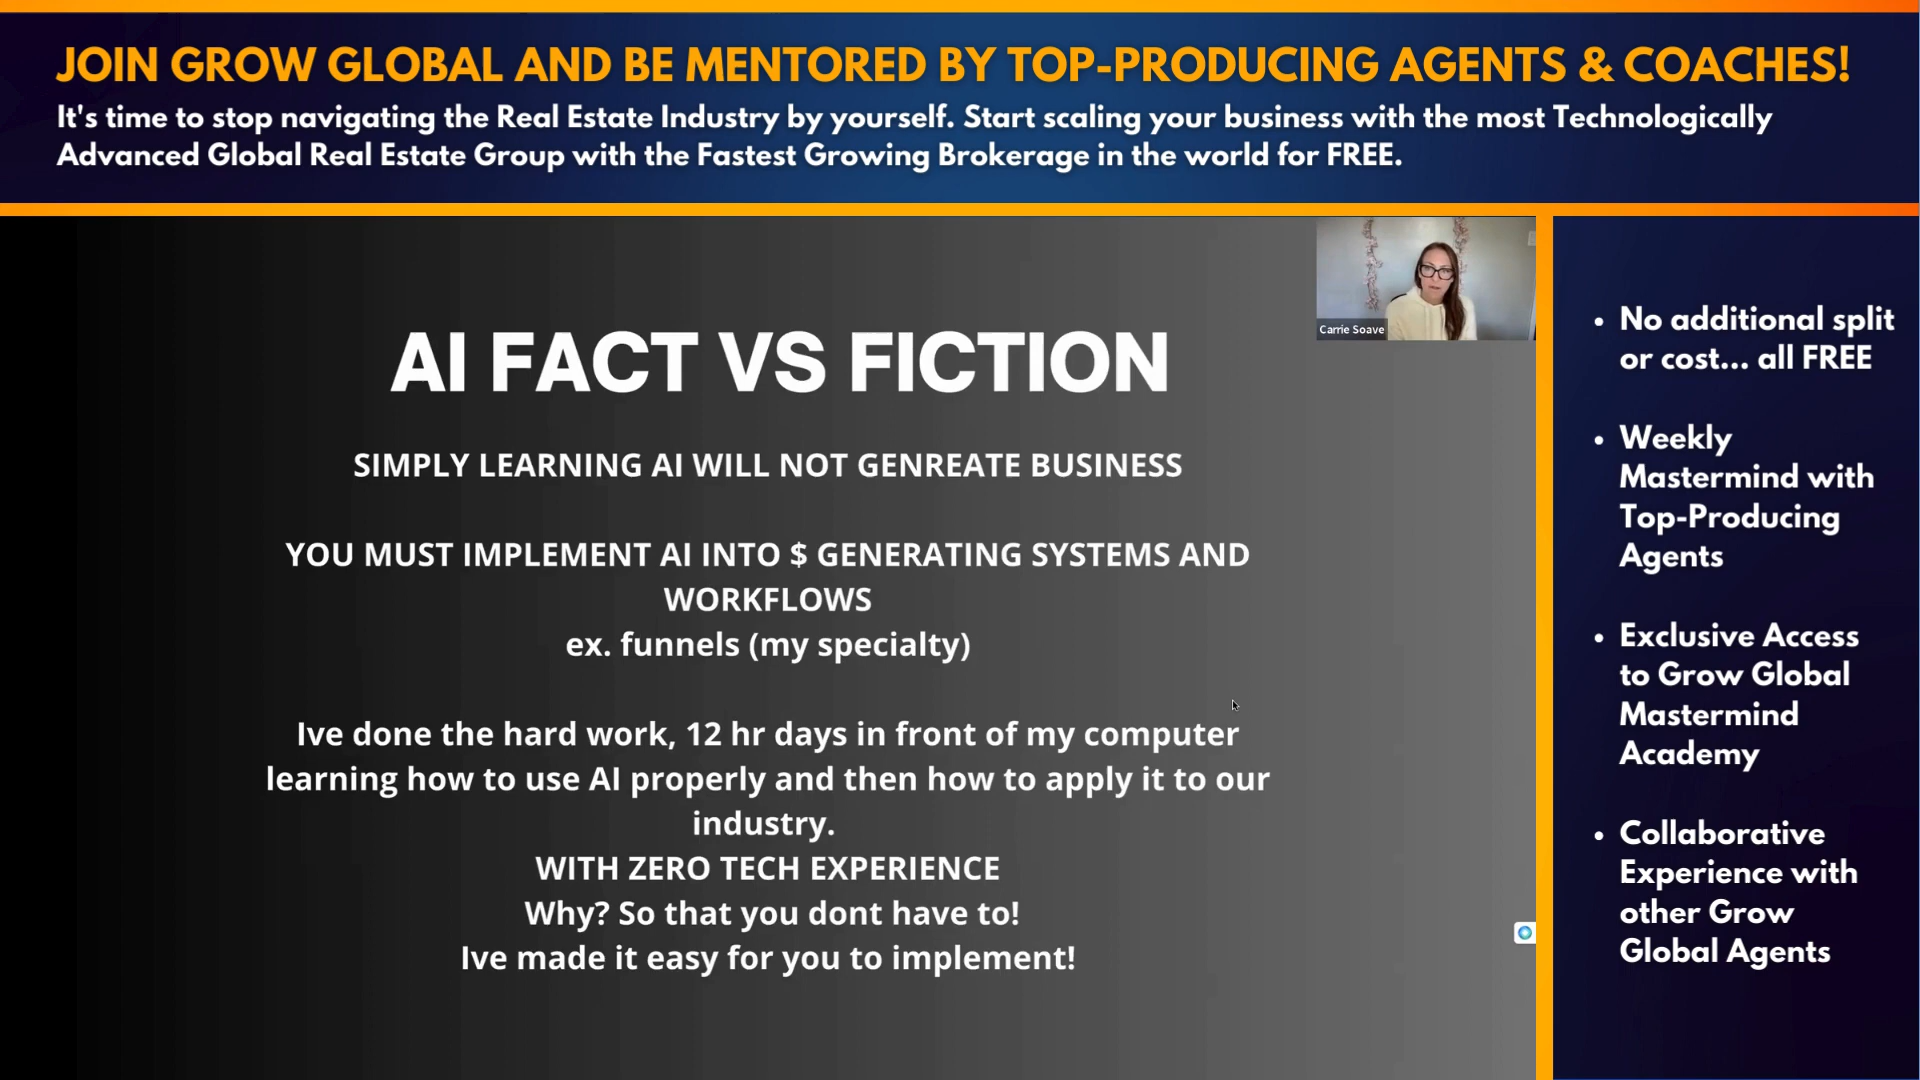 JOIN GROW GLOBAL AND BE MENTORED BY TOP-PRODUCING AGENTS & COACHES!
It's time to stop navigating the Real Estate Industry by yourself. Start scaling your business with the most Technologically
Advanced Global Real Estate Group with the Fastest Growing Brokerage in the world for FREE.
Carrie Soave
AI FACT VS FICTION
SIMPLY LEARNING AI WILL NOT GENREATE BUSINESS
YOU MUST IMPLEMENT AI INTO $ GENERATING SYSTEMS AND
WORKFLOWS
ex. funnels (my specialty)
Ive done the hard work, 12 hr days in front of my computer
learning how to use AI properly and then how to apply it to our
industry.
WITH ZERO TECH EXPERIENCE
Why? So that you dont have to!
Ive made it easy for you to implement!
• No additional split
or cost... all FREE
• Weekly
Mastermind with
Top-Producing
Agents
• Exclusive Access
to Grow Global
Mastermind
Academy
• Collaborative
Experience with
other Grow
Global Agents